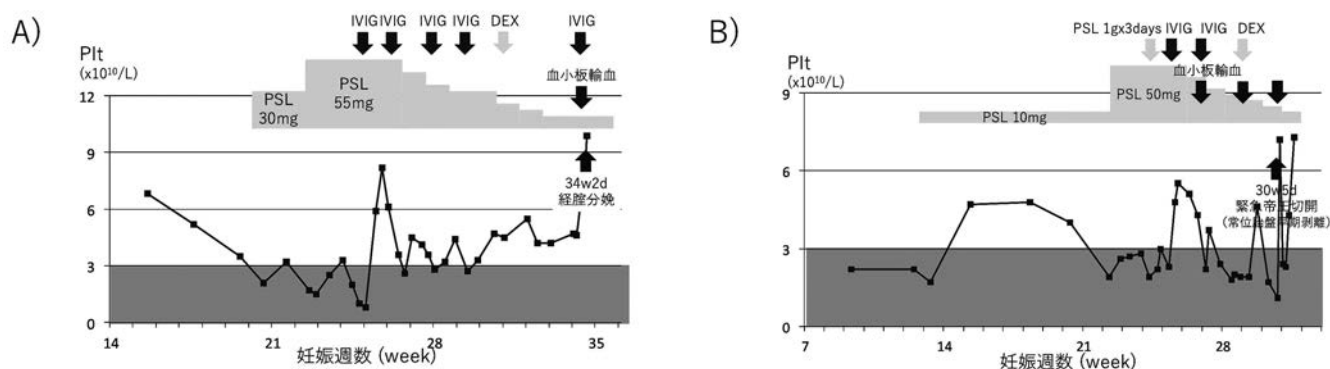 A)
IVIG IVIG IVIG IVIG DEX IVIG
Plt
(x10¹⁰/L)
血小板輸血
12
9
6
3
0
PSL
30mg
PSL
55mg
34w2d
経腟分娩
14 21 28 35
妊娠週数 (week)
B)
PSL 1gx3days IVIG IVIG DEX
Plt
(x10¹⁰/L)
血小板輸血
9
6
3
0
PSL 10mg
PSL 50mg
30w5d
緊急帝王切開
(常位胎盤早期剥離)
7 14 21 28
妊娠週数 (week)